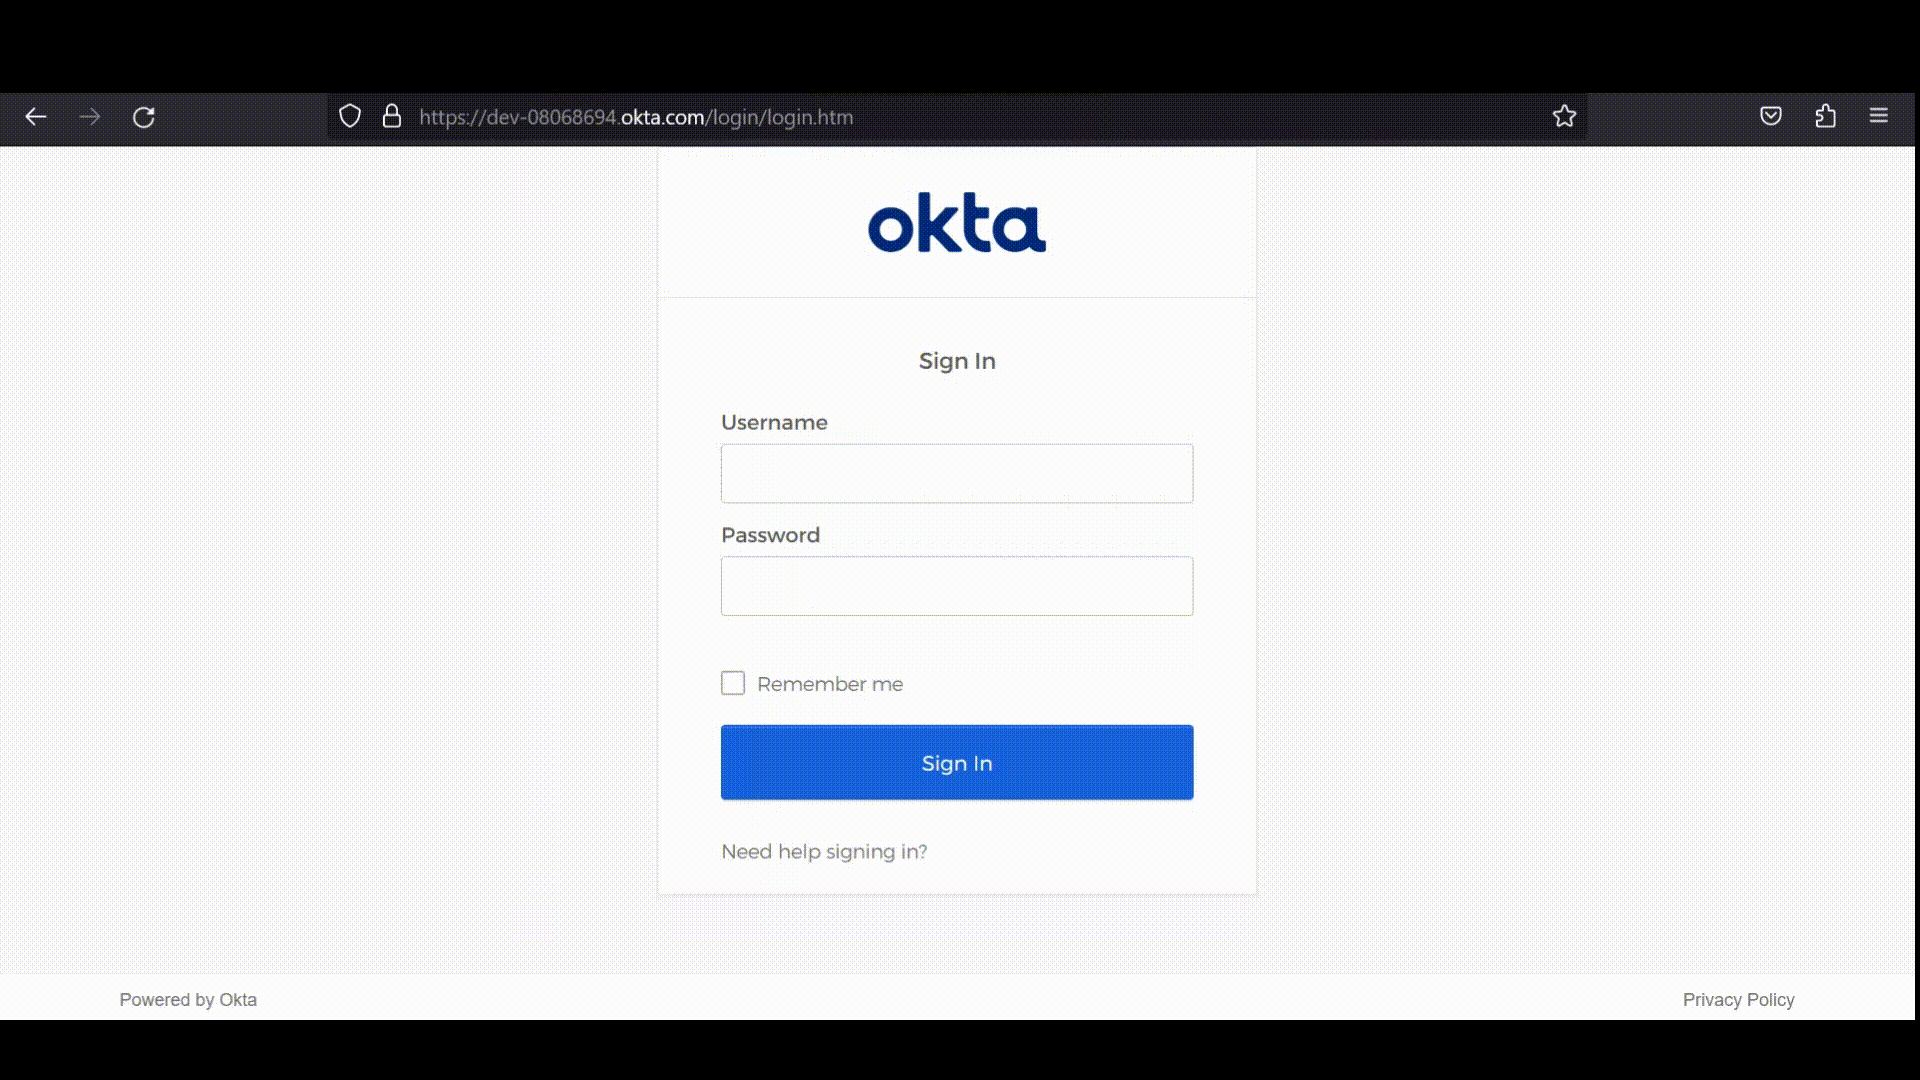 https://dev-08068694.okta.com/login/login.htm
okta
Sign In
Username
Password
Remember me
Sign In
Need help signing in?
Powered by Okta
Privacy Policy